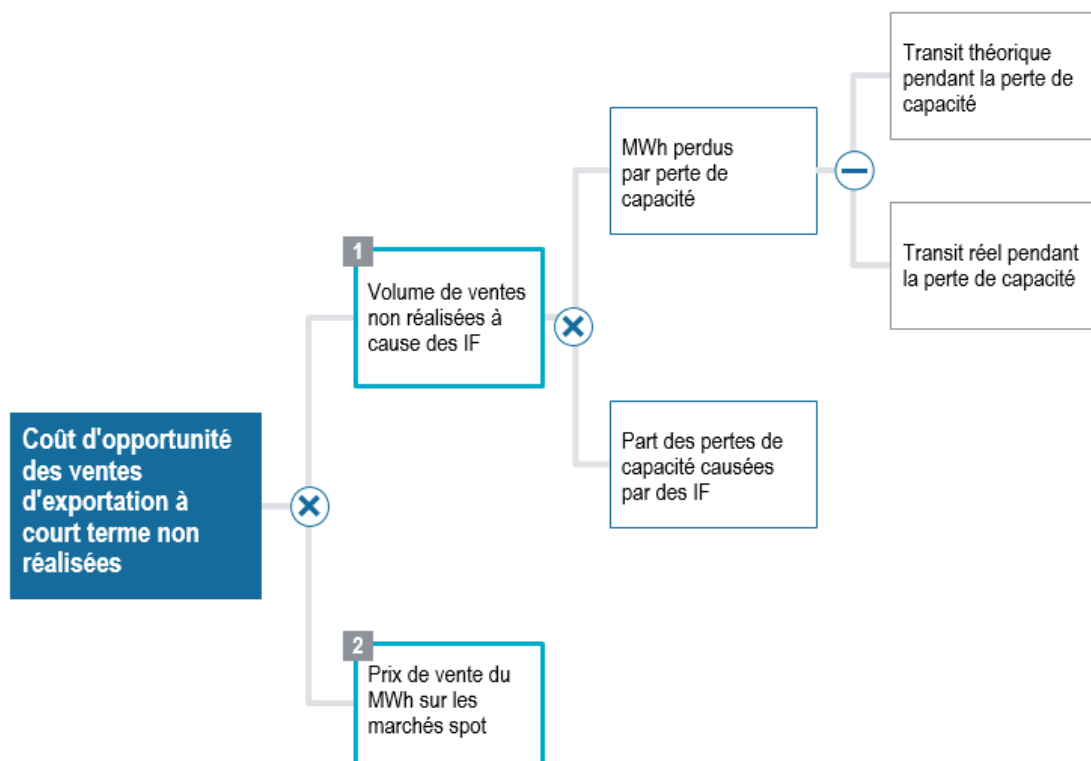 Coût d'opportunité
des ventes
d'exportation à
court terme non
réalisées
1
Volume de ventes
non réalisées à
cause des IF
2
Prix de vente du
MWh sur les
marchés spot
MWh perdus
par perte de
capacité
Part des pertes de
capacité causées
par des IF
Transit théorique
pendant la perte de
capacité
Transit réel pendant
la perte de capacité